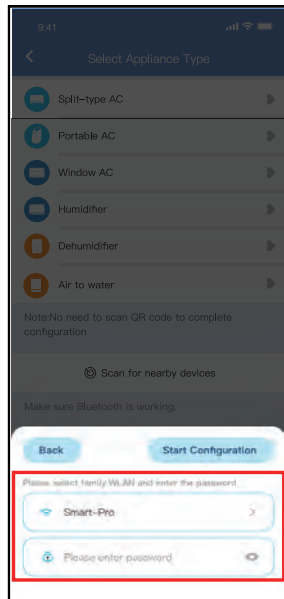 9:41
Select Appliance Type
Split-type AC
Portable AC
Window AC
Humidifier
Dehumidifier
Air to water
Note:No need to scan QR code to complete
configuration
Scan for nearby devices
Make sure Bluetooth is working.
Back
Start Configuration
Please select family WLAN and enter the password
Smart-Pro
Please enter password